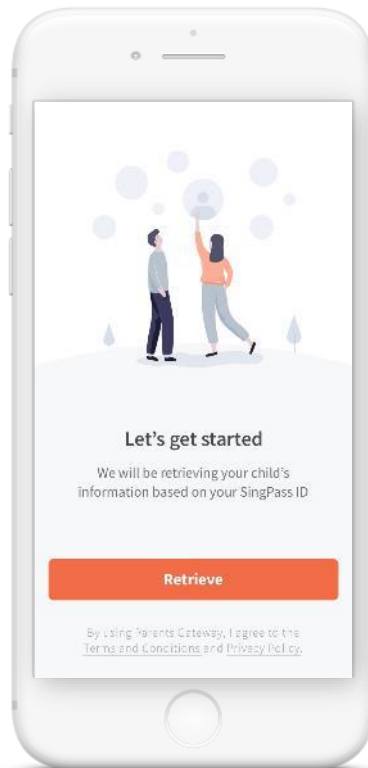 Let's get started
We will be retrieving your child's
information based on your SingPass ID
Retrieve
By using Parents Gateway, I agree to the
Terms and Conditions and Privacy Policy.